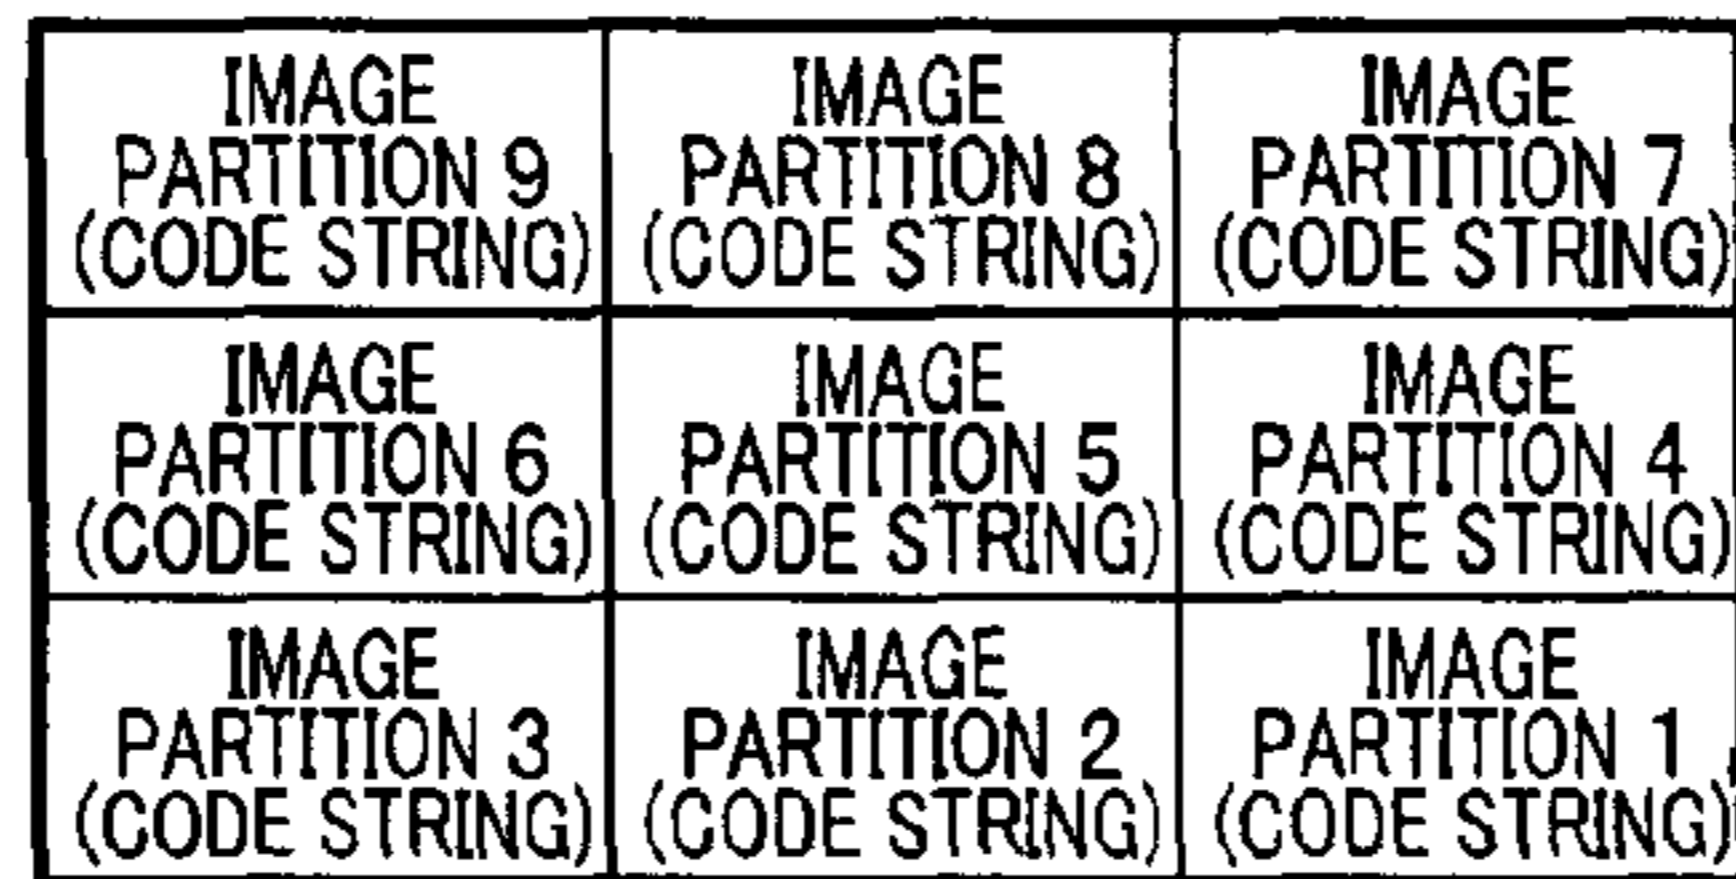 IMAGE
PARTITION 9
(CODE STRING)
IMAGE
PARTITION 8
(CODE STRING)
IMAGE
PARTITION 7
(CODE STRING)
IMAGE
PARTITION 6
(CODE STRING)
IMAGE
PARTITION 5
(CODE STRING)
IMAGE
PARTITION 4
(CODE STRING)
IMAGE
PARTITION 3
(CODE STRING)
IMAGE
PARTITION 2
(CODE STRING)
IMAGE
PARTITION 1
(CODE STRING)